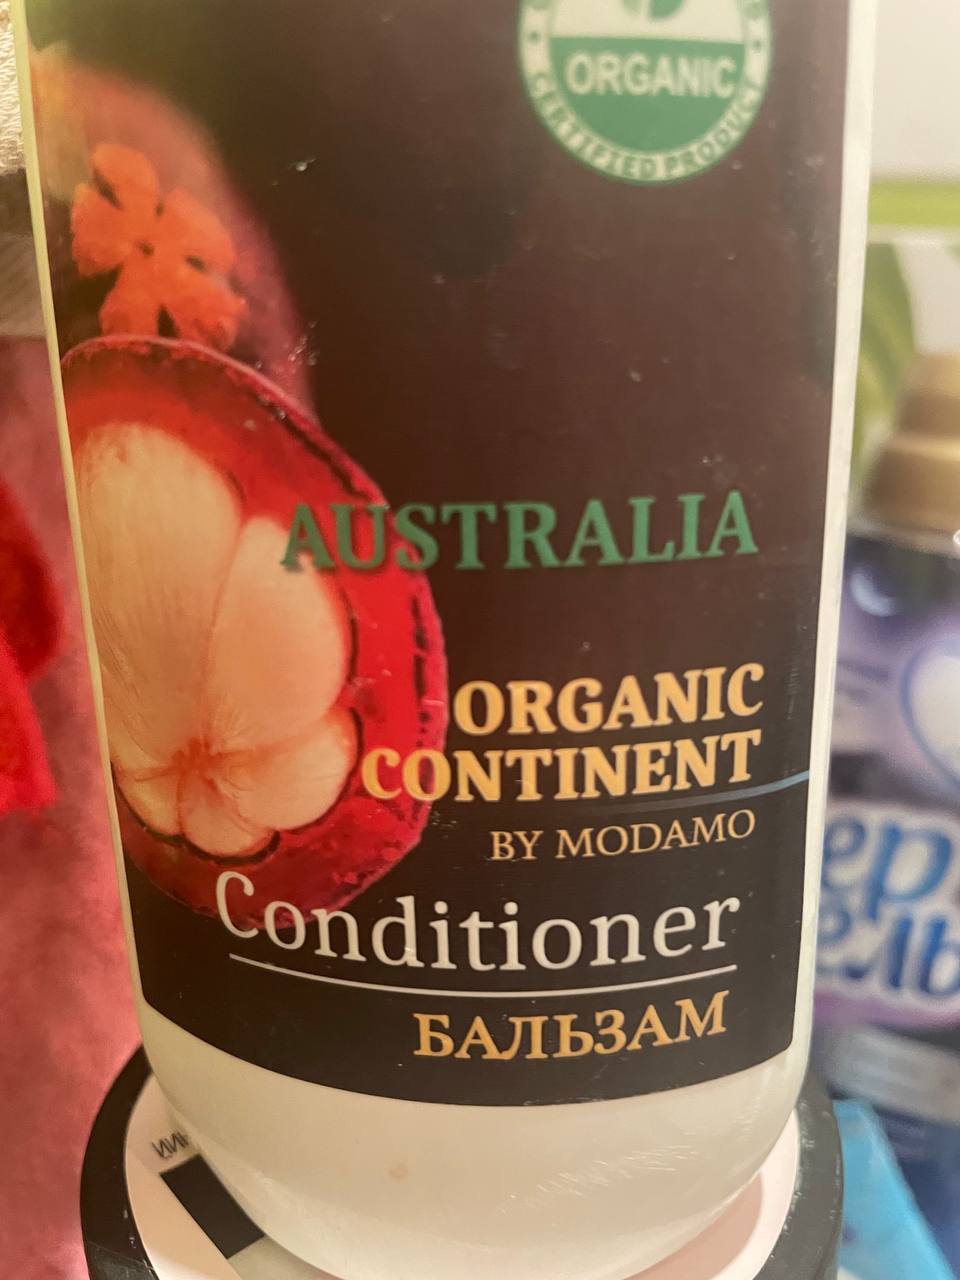 ORGANIC
CERTIFIED PRODUCT
AUSTRALIA
ORGANIC
CONTINENT
BY MODAMO
Conditioner
БАЛЬЗАМ